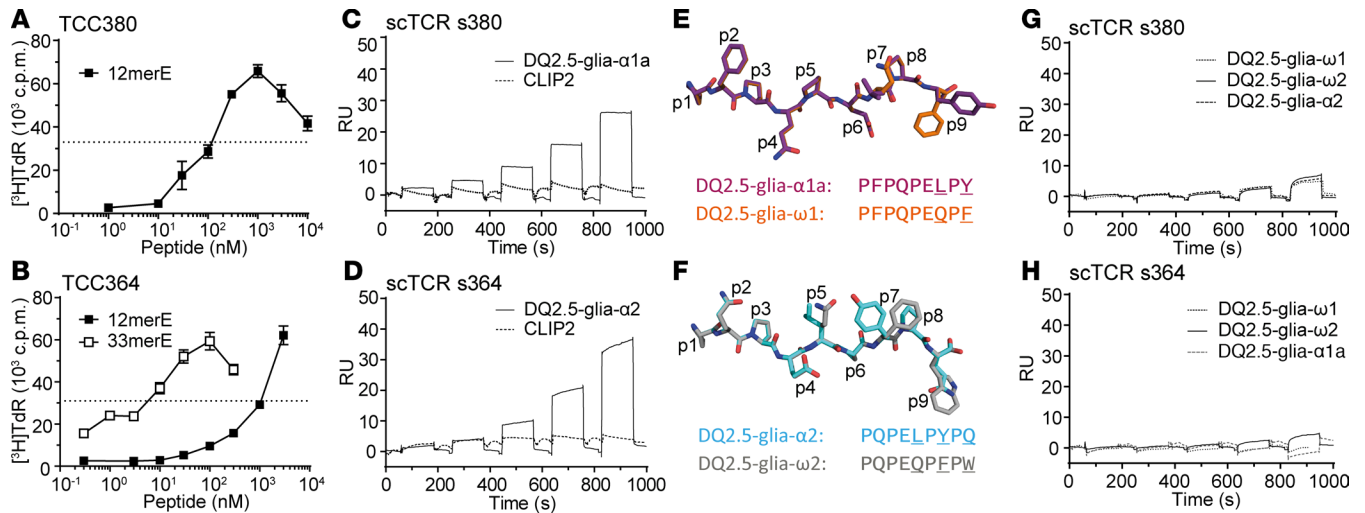 A TCC380
12merE
[³H]TdR (10³ c.p.m.)
80
60
40
20
0
10⁻¹ 10⁰ 10¹ 10² 10³ 10⁴
Peptide (nM)
B TCC364
12merE
33merE
[³H]TdR (10³ c.p.m.)
80
60
40
20
0
10⁻¹ 10⁰ 10¹ 10² 10³ 10⁴
Peptide (nM)
C scTCR s380
DQ2.5-glia-α1a
CLIP2
RU
50
40
30
20
10
0
0 200 400 600 800 1000
Time (s)
D scTCR s364
DQ2.5-glia-α2
CLIP2
RU
50
40
30
20
10
0
0 200 400 600 800 1000
Time (s)
E
p1 p2 p3 p4 p5 p6 p7 p8 p9
DQ2.5-glia-α1a: PFPQPELPY
DQ2.5-glia-ω1: PFPQPEQPF
F
p1 p2 p3 p4 p5 p6 p7 p8 p9
DQ2.5-glia-α2: PQPELPYPQ
DQ2.5-glia-ω2: PQPEQPFPW
G scTCR s380
DQ2.5-glia-ω1
DQ2.5-glia-ω2
DQ2.5-glia-α2
RU
50
40
30
20
10
0
0 200 400 600 800 1000
Time (s)
H scTCR s364
DQ2.5-glia-ω1
DQ2.5-glia-ω2
DQ2.5-glia-α1a
RU
50
40
30
20
10
0
0 200 400 600 800 1000
Time (s)